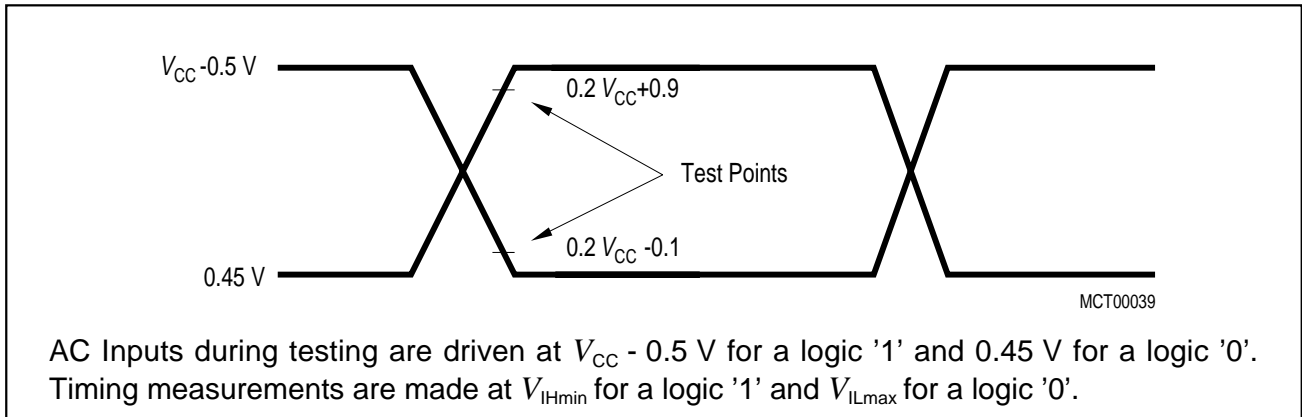 VCC -0.5 V
0.2 VCC+0.9
Test Points
0.2 VCC -0.1
0.45 V
MCT00039
AC Inputs during testing are driven at VCC - 0.5 V for a logic '1' and 0.45 V for a logic '0'.
Timing measurements are made at VIHmin for a logic '1' and VILmax for a logic '0'.